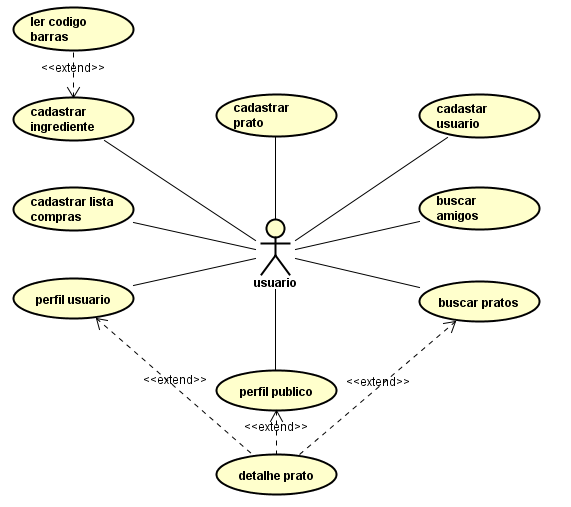 ler codigo
barras
<<extend>>
cadastrar
ingrediente
cadastrar
prato
cadastar
usuario
cadastrar lista
compras
buscar
amigos
usuario
perfil usuario
buscar pratos
<<extend>>
<<extend>>
perfil publico
<<extend>>
detalhe prato